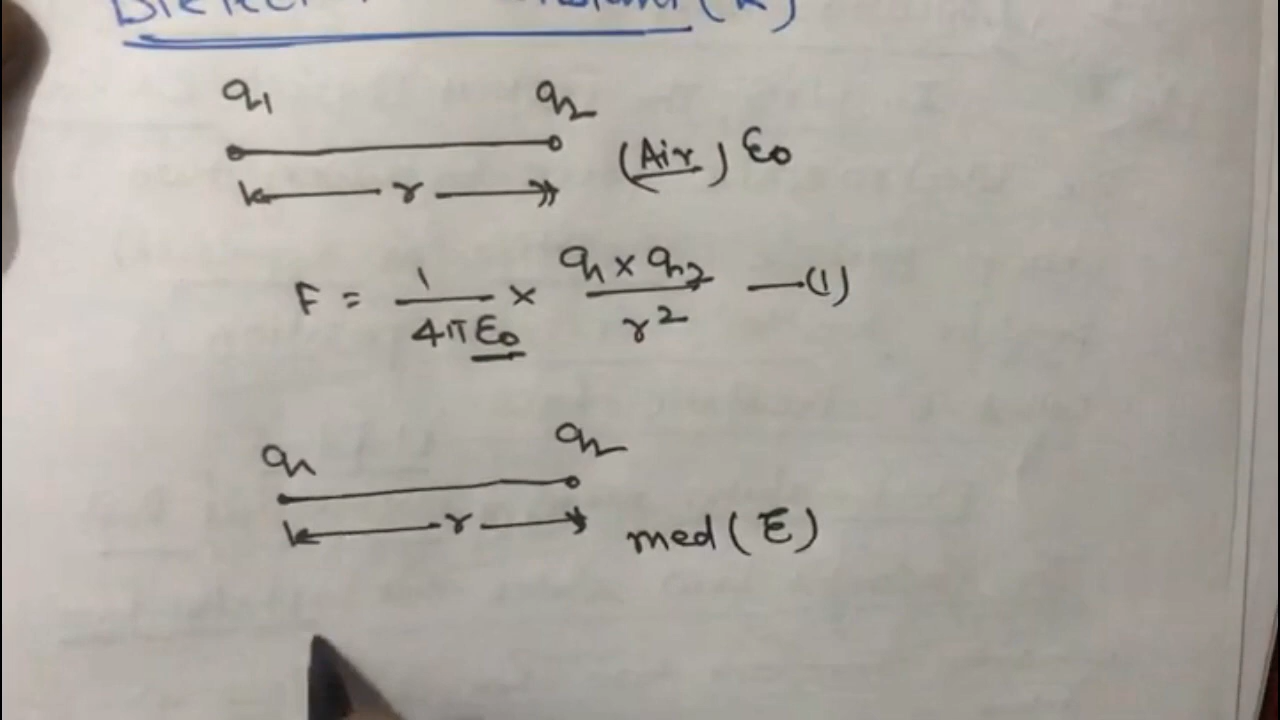 (K)
q1 q2
(Air) ε0
r
F = 1/4πε0 × q1 × q2/r² —(1)
q1 q2
r
med (ε)